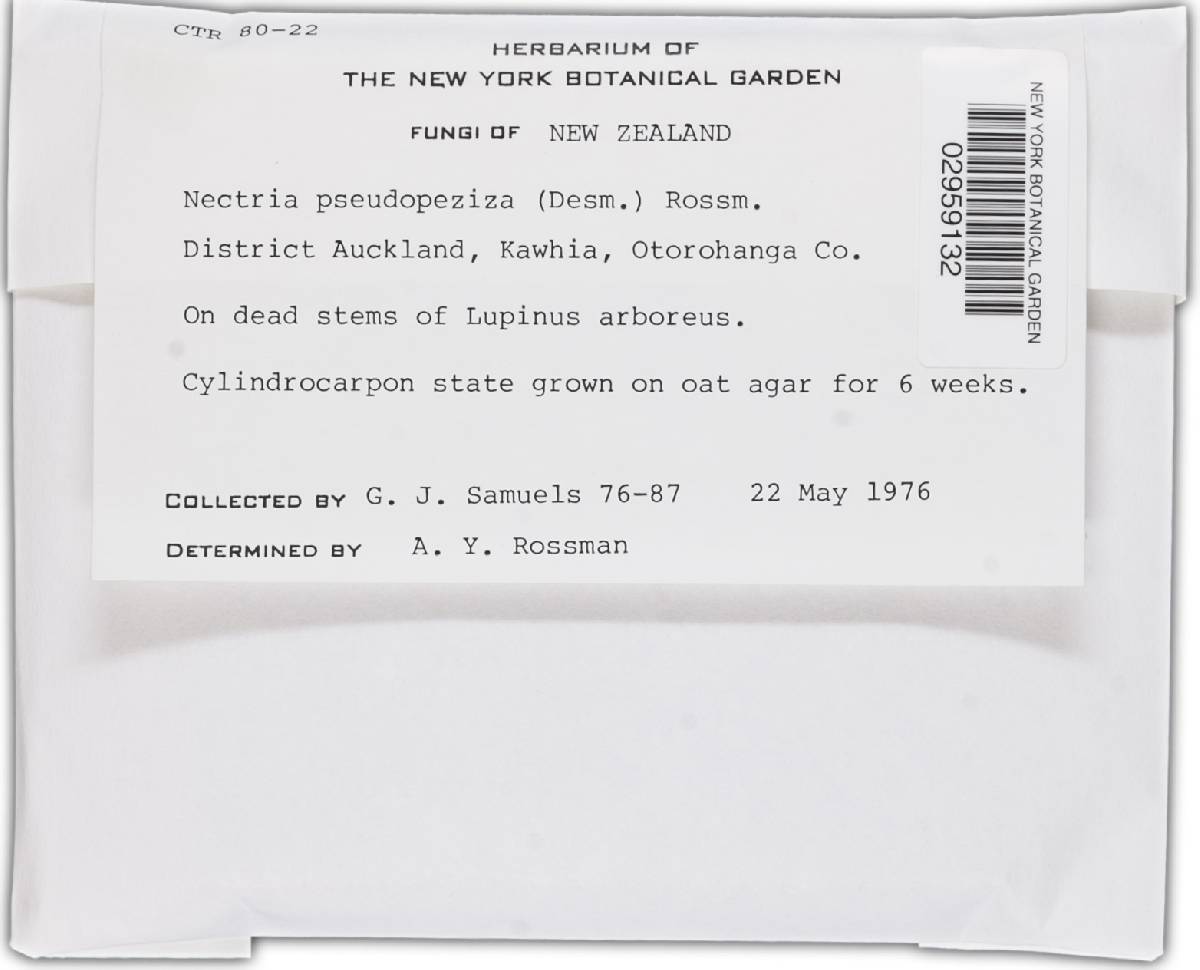 CTR 80-22
HERBARIUM OF
THE NEW YORK BOTANICAL GARDEN
FUNGI OF NEW ZEALAND
Nectria pseudopeziza (Desm.) Rossm.
District Auckland, Kawhia, Otorohanga Co.
On dead stems of Lupinus arboreus.
Cylindrocarpon state grown on oat agar for 6 weeks.
COLLECTED BY G. J. Samuels 76-87 22 May 1976
DETERMINED BY A. Y. Rossman
NEW YORK BOTANICAL GARDEN
02959132